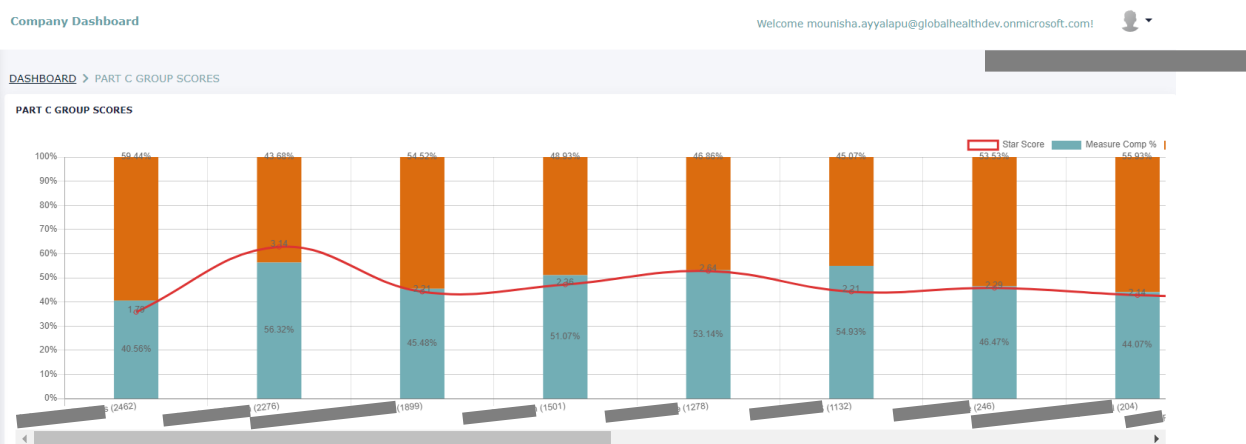 Company Dashboard
Welcome mounisha.ayyalapu@globalhealthdev.onmicrosoft.com!
DASHBOARD > PART C GROUP SCORES
PART C GROUP SCORES
Star Score Measure Comp %
100% 59.44% 43.68% 54.52% 48.93% 46.86% 45.07% 53.53% 55.93%
90%
80%
70%
60% 3.44
50% 2.64
40% 2.21 2.29
30%
20%
10%
0%
56.32% 51.07% 53.14% 54.93%
40.56% 45.48% 46.47% 44.07%
(2462) (2276) (1899) (1501) (1278) (1132) (246) (204)